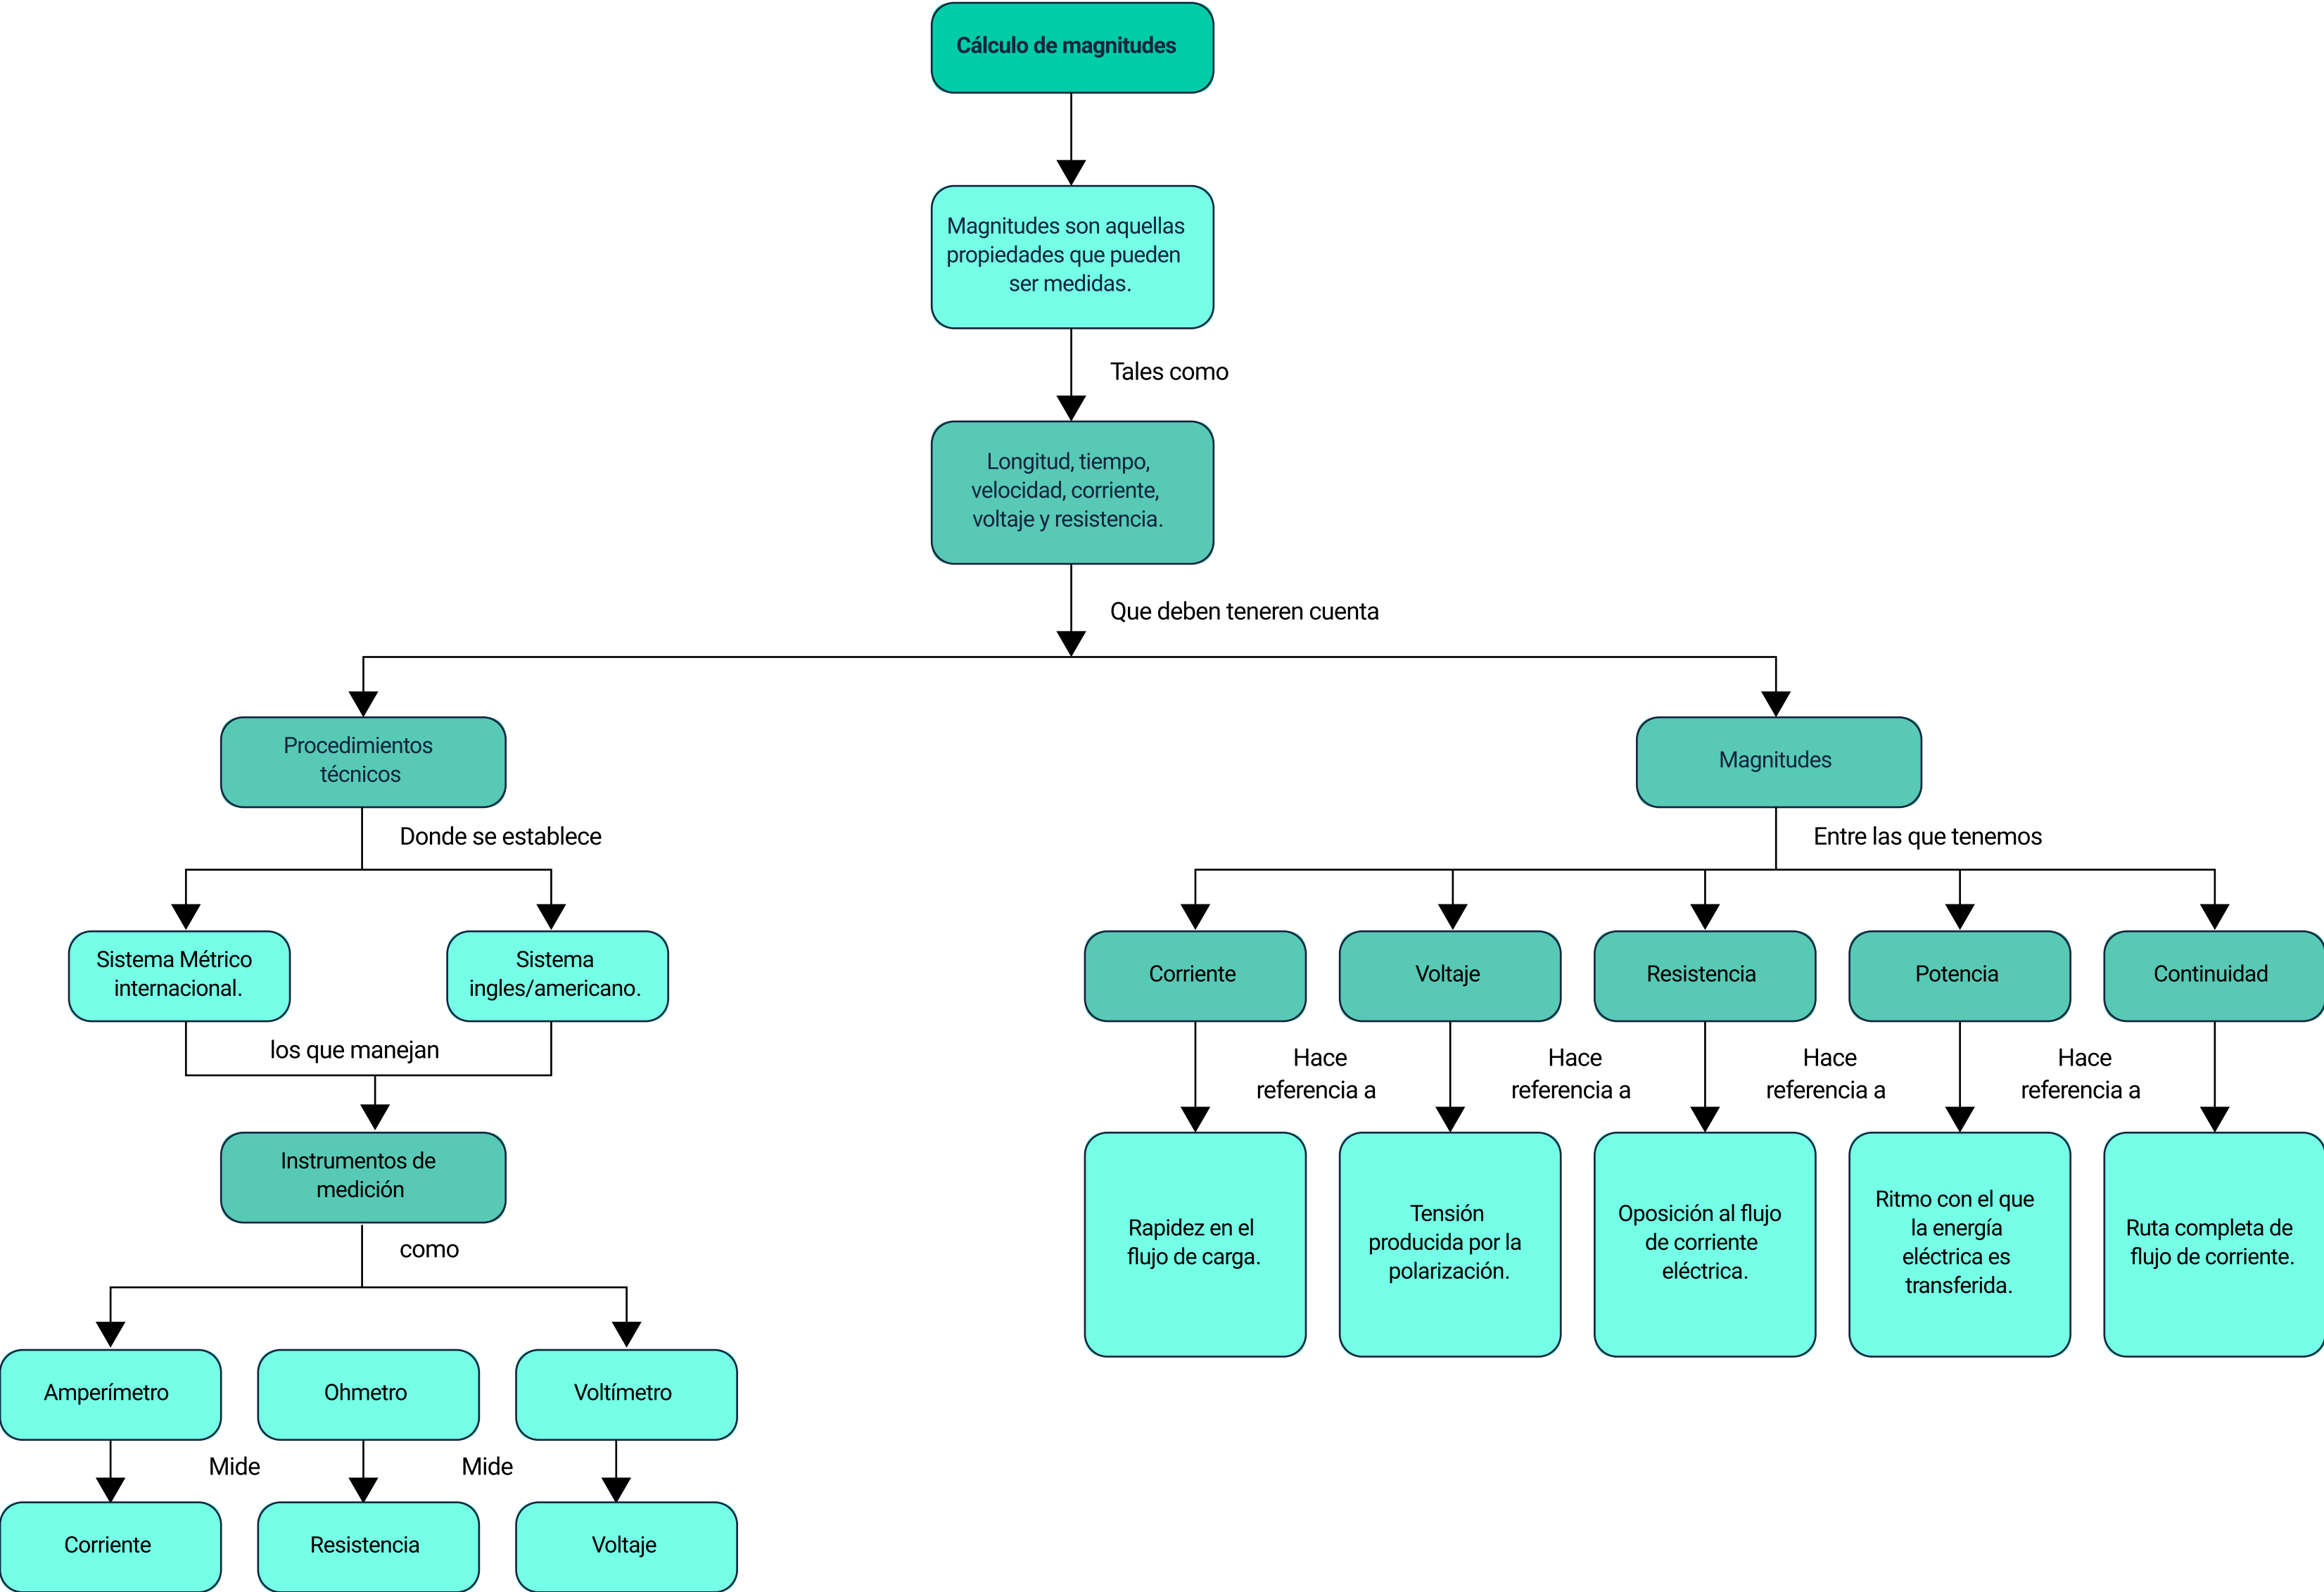 Cálculo de magnitudes
Magnitudes son aquellas
propiedades que pueden
ser medidas.
Tales como
Longitud, tiempo,
velocidad, corriente,
voltaje y resistencia.
Que deben teneren cuenta
Procedimientos
técnicos
Donde se establece
Sistema Métrico
internacional.
Sistema
ingles/americano.
los que manejan
Instrumentos de
medición
como
Amperímetro
Ohmetro
Voltímetro
Mide
Mide
Corriente
Resistencia
Voltaje
Magnitudes
Entre las que tenemos
Corriente
Voltaje
Resistencia
Potencia
Continuidad
Hace
referencia a
Hace
referencia a
Hace
referencia a
Hace
referencia a
Rapidez en el
flujo de carga.
Tensión
producida por la
polarización.
Oposición al flujo
de corriente
eléctrica.
Ritmo con el que
la energía
eléctrica es
transferida.
Ruta completa de
flujo de corriente.